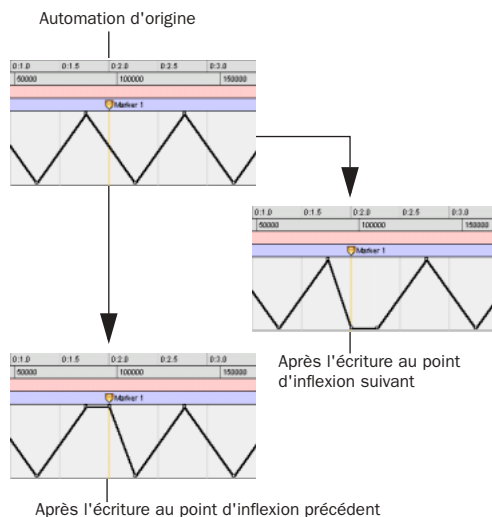 Automation d'origine
0:1.0 0:1.5 0:2.0 0:2.5 0:3.0
50000 100000 150000
Marker 1
0:1.0 0:1.5 0:2.0 0:2.5 0:3.0
50000 100000 150000
Marker 1
Après l'écriture au point
d'inflexion suivant
0:1.0 0:1.5 0:2.0 0:2.5 0:3.0
50000 100000 150000
Marker 1
Après l'écriture au point d'inflexion précédent